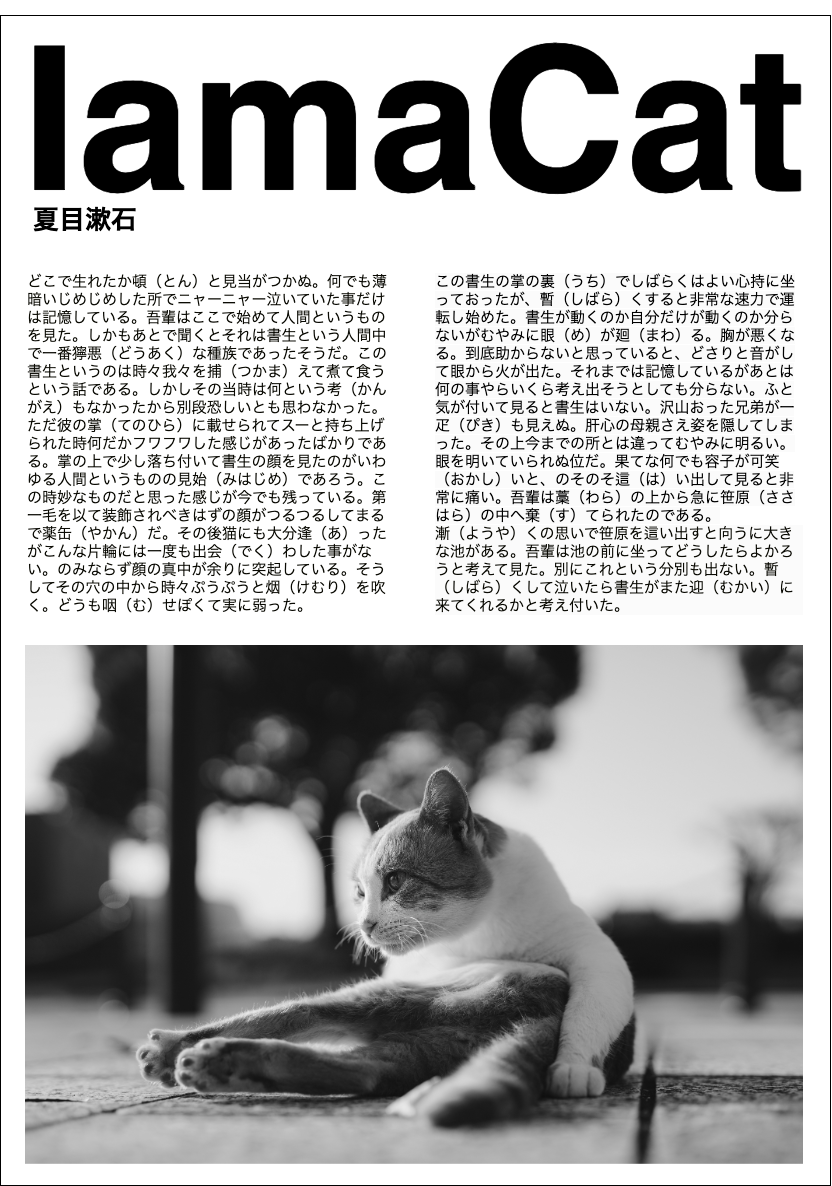 IamaCat
夏目漱石
どこで生れたか頓（とん）と見当がつかぬ。何でも薄
暗いじめじめした所でニャーニャー泣いていた事だけ
は記憶している。吾輩はここで始めて人間というもの
を見た。しかもあとで聞くとそれは書生という人間中
で一番獰悪（どうあく）な種族であったそうだ。この
書生というのは時々我々を捕（つかま）えて煮て食う
という話である。しかしその当時は何という考（かん
がえ）もなかったから別段恐しいとも思わなかった。
ただ彼の掌（てのひら）に載せられてスーと持ち上げ
られた時何だかフワフワした感じがあったばかりであ
る。掌の上で少し落ち付いて書生の顔を見たのがいわ
ゆる人間というものの見始（みはじめ）であろう。こ
の時妙なものだと思った感じが今でも残っている。第
一毛を以て装飾されべきはずの顔がつるつるしてまる
で薬缶（やかん）だ。その後猫にも大分逢（あ）った
がこんな片輪には一度も出会（でく）わした事がな
い。のみならず顔の真中が余りに突起している。そう
してその穴の中から時々ぷうぷうと烟（けむり）を吹
く。どうも咽（む）せぽくて実に弱った。
この書生の掌の裏（うち）でしばらくはよい心持に坐
っておったが、暫（しばら）くすると非常な速力で運
転し始めた。書生が動くのか自分だけが動くのか分ら
ないがむやみに眼（め）が廻（まわ）る。胸が悪くな
る。到底助からないと思っていると、どさりと音がし
て眼から火が出た。それまでは記憶しているがあとは
何の事やらいくら考え出そうとしても分らない。ふと
気が付いて見ると書生はいない。沢山おった兄弟が一
疋（ぴき）も見えぬ。肝心の母親さえ姿を隠してしま
った。その上今までの所とは違ってむやみに明るい。
眼を明いていられぬ位だ。果てな何でも容子が可笑
（おかし）いと、のそのそ這（は）い出して見ると非
常に痛い。吾輩は藁（わら）の上から急に笹原（ささ
はら）の中へ棄（す）てられたのである。
漸（ようや）くの思いで笹原を這い出すと向うに大き
な池がある。吾輩は池の前に坐ってどうしたらよかろ
うと考えて見た。別にこれという分別も出ない。暫
（しばら）くして泣いたら書生がまた迎（むかい）に
来てくれるかと考え付いた。